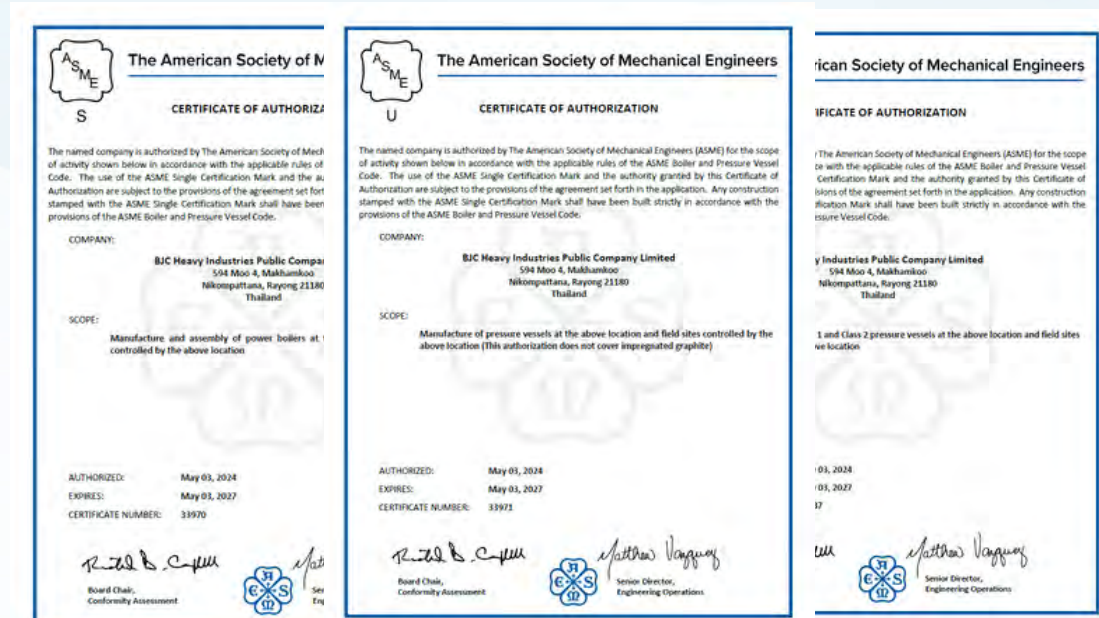 ASME
S
The American Society of M
CERTIFICATE OF AUTHORIZA
The named company is authorized by The American Society of Mech
of activity shown below in accordance with the applicable rules of
Code. The use of the ASME Single Certification Mark and the au
Authorization are subject to the provisions of the agreement set fort
stamped with the ASME Single Certification Mark shall have been
provisions of the ASME Boiler and Pressure Vessel Code.
COMPANY:
BJC Heavy Industries Public Compa
594 Moo 4, Makhamkoo
Nikompattana, Rayong 21180
Thailand
SCOPE:
Manufacture and assembly of power boilers at
controlled by the above location
AUTHORIZED: May 03, 2024
EXPIRES: May 03, 2027
CERTIFICATE NUMBER: 33970
Board Chair,
Conformity Assessment
ASME
U
The American Society of Mechanical Engineers
CERTIFICATE OF AUTHORIZATION
The named company is authorized by The American Society of Mechanical Engineers (ASME) for the scope
of activity shown below in accordance with the applicable rules of the ASME Boiler and Pressure Vessel
Code. The use of the ASME Single Certification Mark and the authority granted by this Certificate of
Authorization are subject to the provisions of the agreement set forth in the application. Any construction
stamped with the ASME Single Certification Mark shall have been built strictly in accordance with the
provisions of the ASME Boiler and Pressure Vessel Code.
COMPANY:
BJC Heavy Industries Public Company Limited
594 Moo 4, Makhamkoo
Nikompattana, Rayong 21180
Thailand
SCOPE:
Manufacture of pressure vessels at the above location and field sites controlled by the
above location (This authorization does not cover impregnated graphite)
AUTHORIZED: May 03, 2024
EXPIRES: May 03, 2027
CERTIFICATE NUMBER: 33971
Board Chair,
Conformity Assessment
Matthew Vazquez
Senior Director,
Engineering Operations
rican Society of Mechanical Engineers
IFICATE OF AUTHORIZATION
The American Society of Mechanical Engineers (ASME) for the scope
ce with the applicable rules of the ASME Boiler and Pressure Vessel
Certification Mark and the authority granted by this Certificate of
isions of the agreement set forth in the application. Any construction
ification Mark shall have been built strictly in accordance with the
essure Vessel Code.
y Industries Public Company Limited
594 Moo 4, Makhamkoo
Nikompattana, Rayong 21180
Thailand
1 and Class 2 pressure vessels at the above location and field sites
ve location
03, 2024
03, 2027
Matthew Vazquez
Senior Director,
Engineering Operations